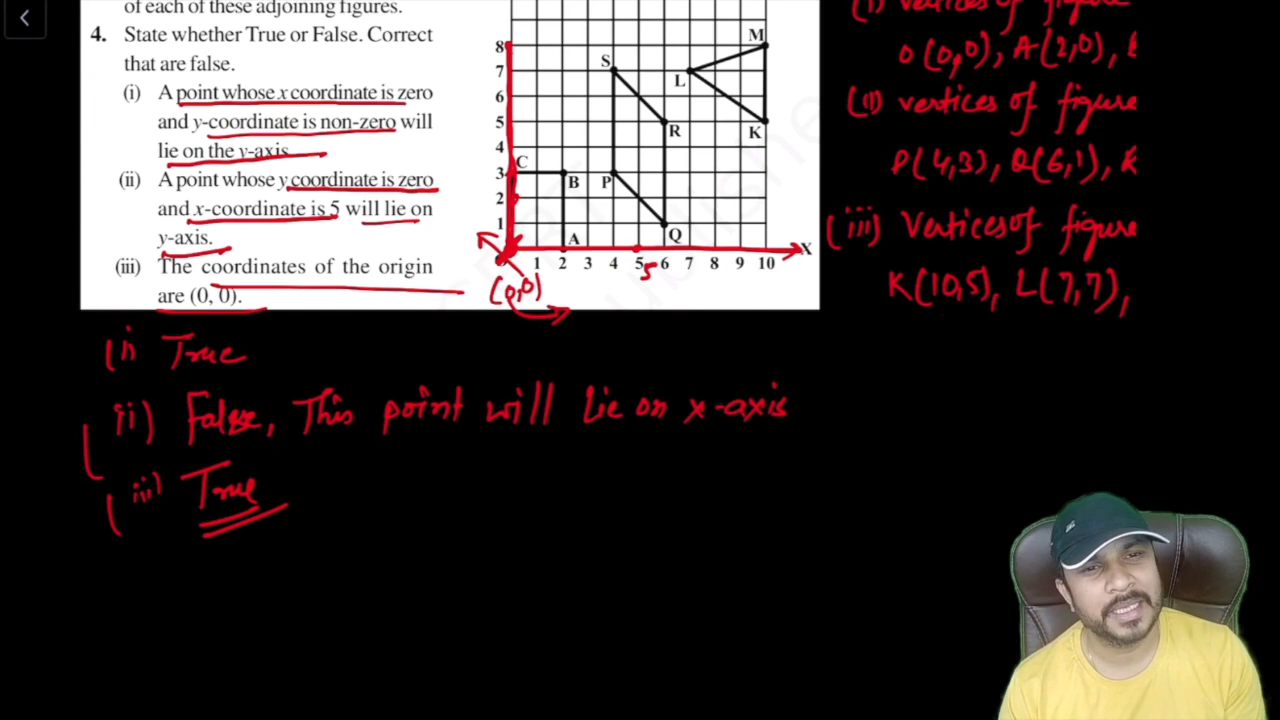 of each of these adjoining figures.
4. State whether True or False. Correct
that are false.
(i) A point whose x coordinate is zero
and y-coordinate is non-zero will
lie on the y-axis
(ii) A point whose y coordinate is zero
and x-coordinate is 5 will lie on
y-axis.
(iii) The coordinates of the origin
are (0, 0).
8
7
6
5
4
3
2
1
M
S
L
R
K
C
B
P
A
Q
X
1 2 3 4 5 6 7 8 9 10
5
(0,0)
vertices of figure
O(0,0), A(2,0),
(ii) vertices of figure
P(4,3), Q(6,1), R
(iii) Vertices of figure
K(10,5), L(7,7),
(i) True
(ii) False, This point will lie on x-axis
(iii) True